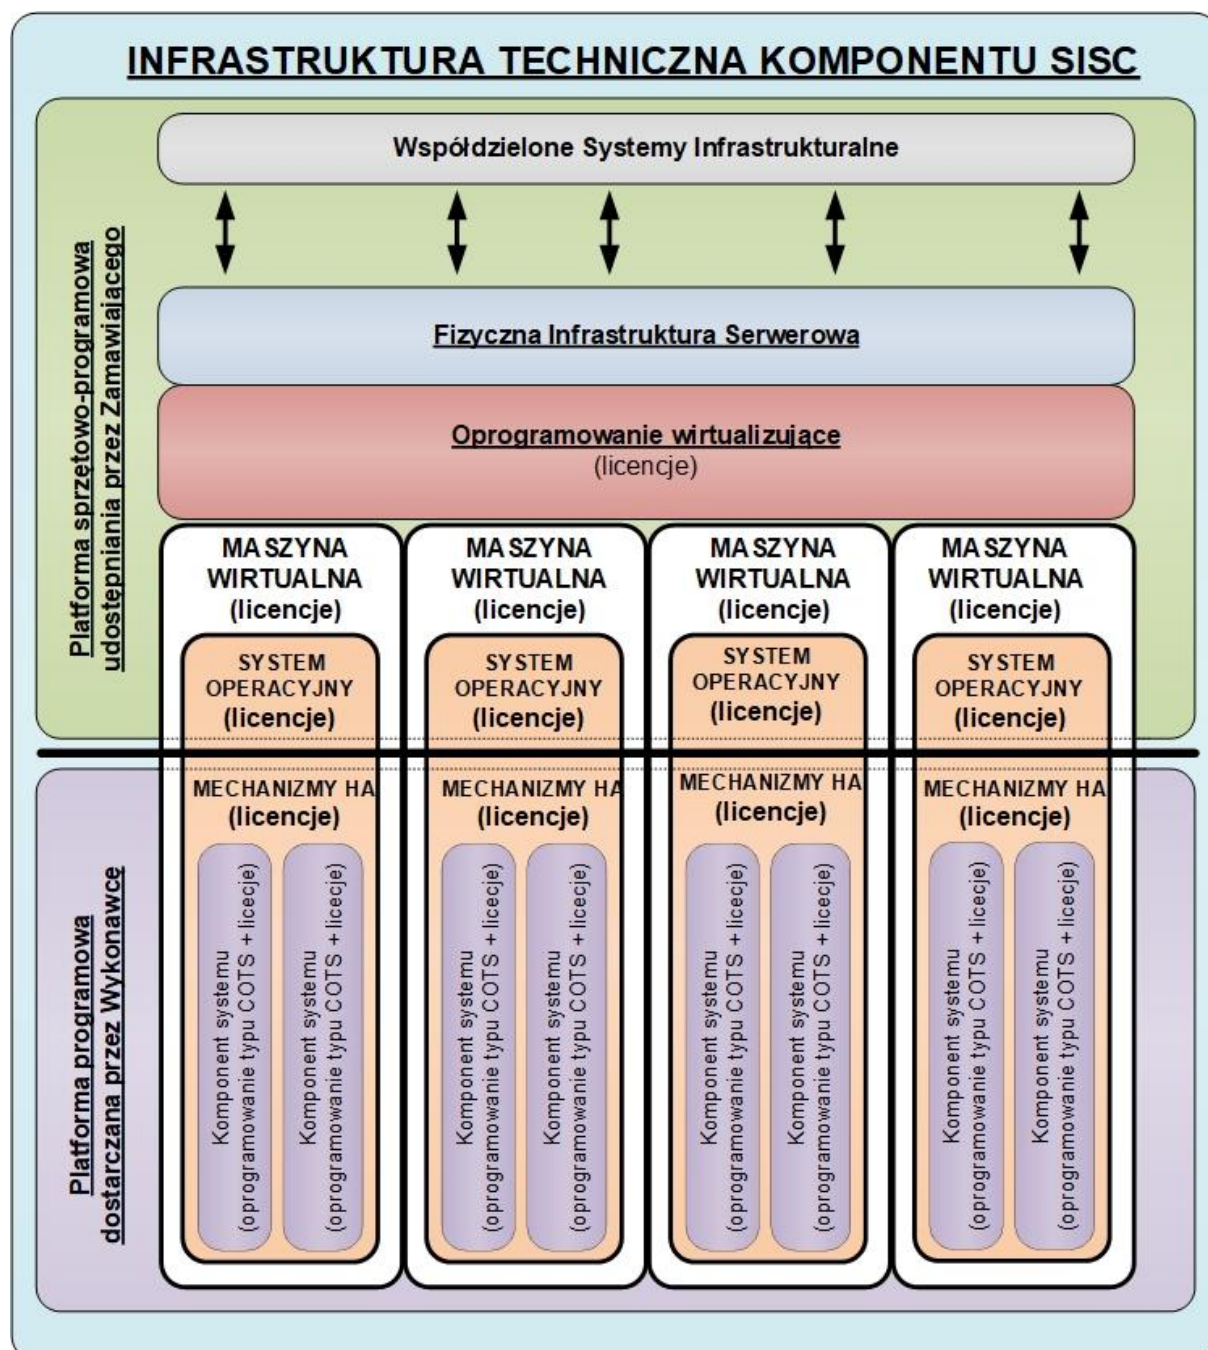 INFRASTRUKTURA TECHNICZNA KOMPONENTU SISC
Współdzielone Systemy Infrastrukturalne
Platforma sprzętowo-programowa
udostępniania przez Zamawiającego
Fizyczna Infrastruktura Serwerowa
Oprogramowanie wirtualizujące
(licencje)
MASZYNA
WIRTUALNA
(licencje)
SYSTEM
OPERACYJNY
(licencje)
MECHANIZMY HA
(licencje)
Komponent systemu
(oprogramowanie typu COTS + licecje)
Komponent systemu
(oprogramowanie typu COTS + licecje)
MASZYNA
WIRTUALNA
(licencje)
SYSTEM
OPERACYJNY
(licencje)
MECHANIZMY HA
(licencje)
Komponent systemu
(oprogramowanie typu COTS + licecje)
Komponent systemu
(oprogramowanie typu COTS + licecje)
MASZYNA
WIRTUALNA
(licencje)
SYSTEM
OPERACYJNY
(licencje)
MECHANIZMY HA
(licencje)
Komponent systemu
(oprogramowanie typu COTS + licecje)
Komponent systemu
(oprogramowanie typu COTS + licecje)
MASZYNA
WIRTUALNA
(licencje)
SYSTEM
OPERACYJNY
(licencje)
MECHANIZMY HA
(licencje)
Komponent systemu
(oprogramowanie typu COTS + licecje)
Komponent systemu
(oprogramowanie typu COTS + licecje)
Platforma programowa
dostarczana przez Wykonawcę